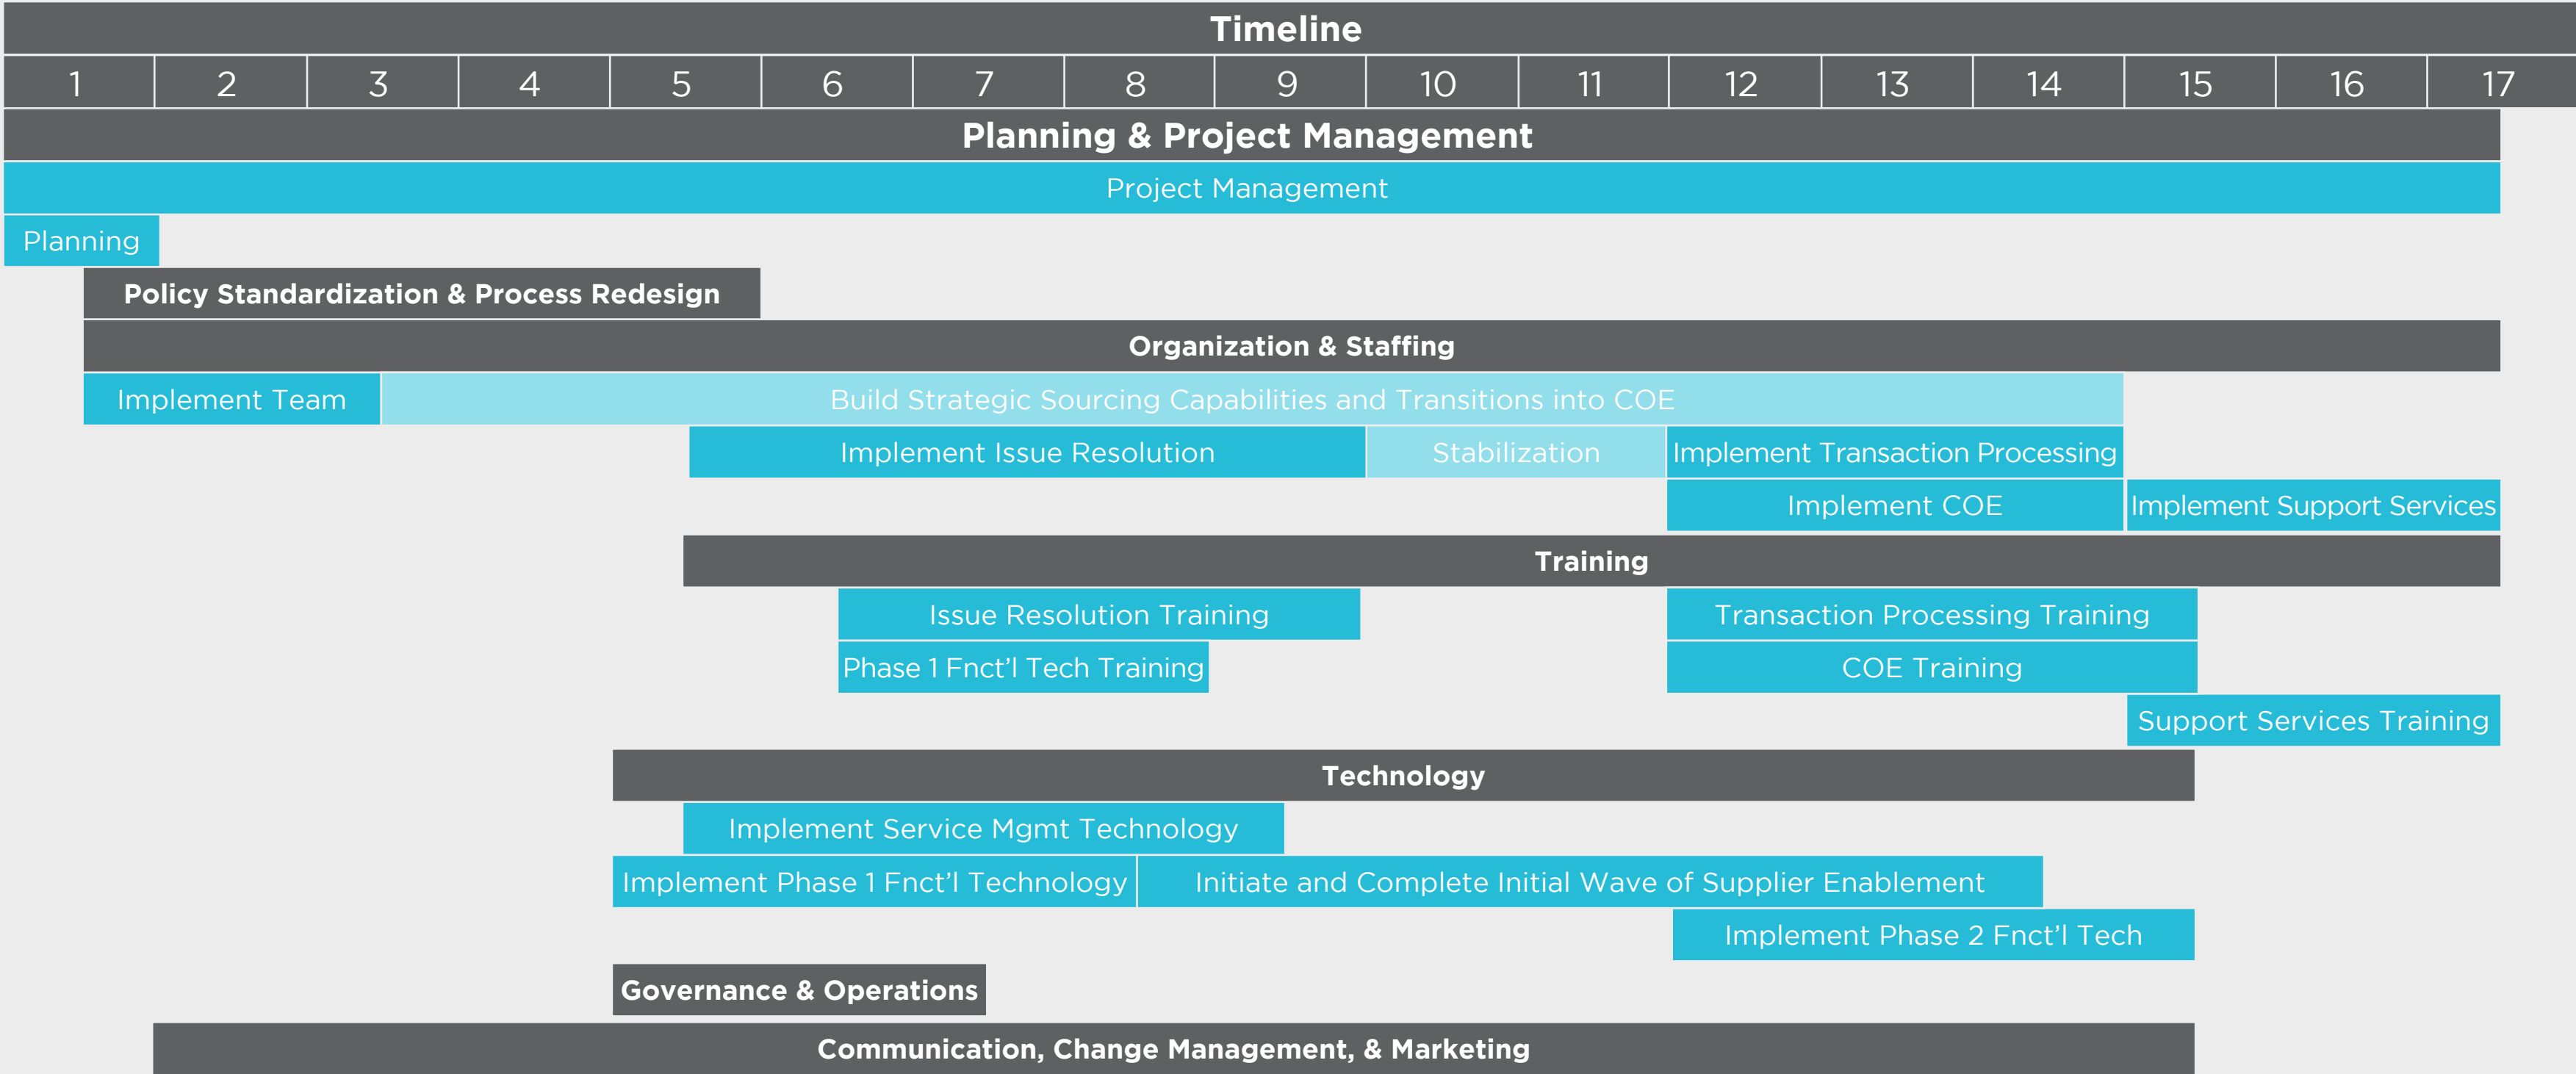 Timeline
1 2 3 4 5 6 7 8 9 10 11 12 13 14 15 16 17
Planning & Project Management
Project Management
Planning
Policy Standardization & Process Redesign
Organization & Staffing
Implement Team Build Strategic Sourcing Capabilities and Transitions into COE
Implement Issue Resolution Stabilization Implement Transaction Processing
Implement COE Implement Support Services
Training
Issue Resolution Training Transaction Processing Training
Phase 1 Fnct’l Tech Training COE Training
Support Services Training
Technology
Implement Service Mgmt Technology
Implement Phase 1 Fnct’l Technology Initiate and Complete Initial Wave of Supplier Enablement
Implement Phase 2 Fnct’l Tech
Governance & Operations
Communication, Change Management, & Marketing